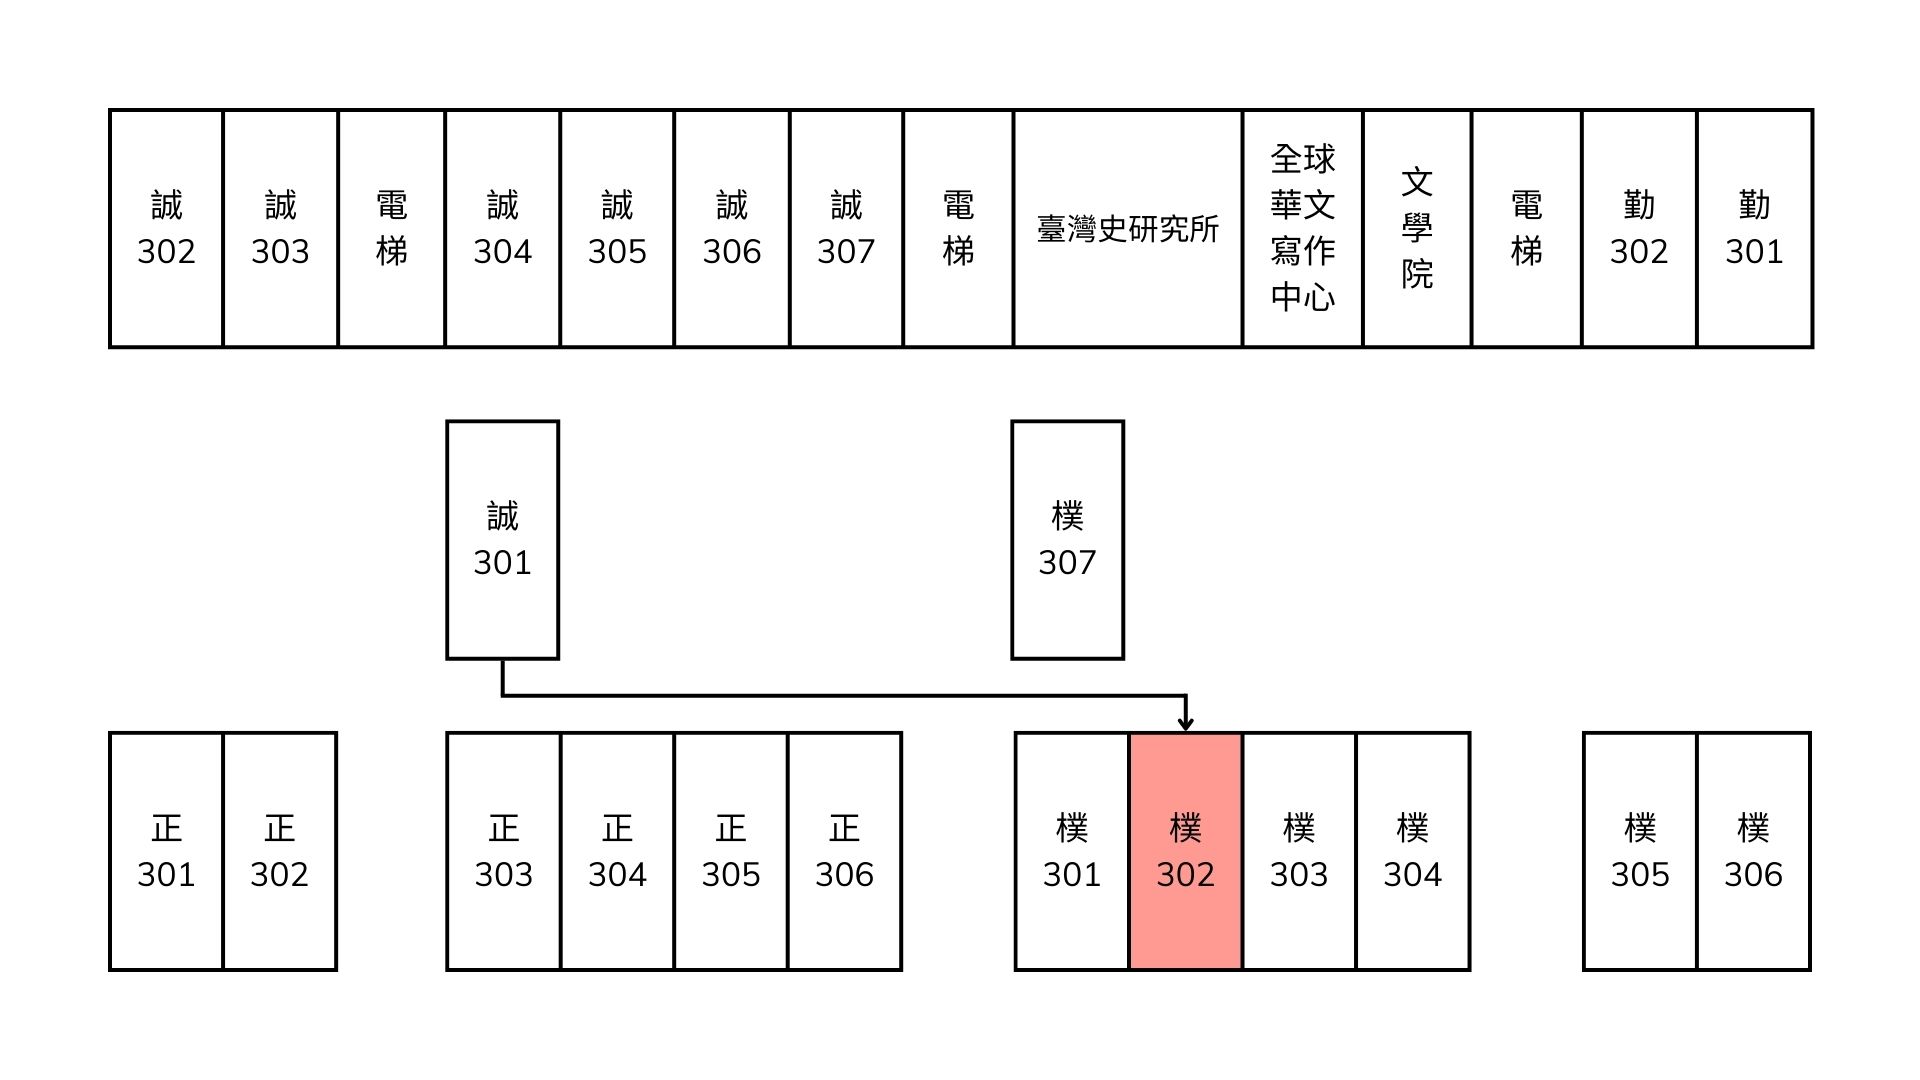 誠
302
誠
303
電
梯
誠
304
誠
305
誠
306
誠
307
電
梯
臺灣史研究所
全球
華文
寫作
中心
文
學
院
電
梯
勤
302
勤
301
誠
301
樸
307
正
301
正
302
正
303
正
304
正
305
正
306
樸
301
樸
302
樸
303
樸
304
樸
305
樸
306